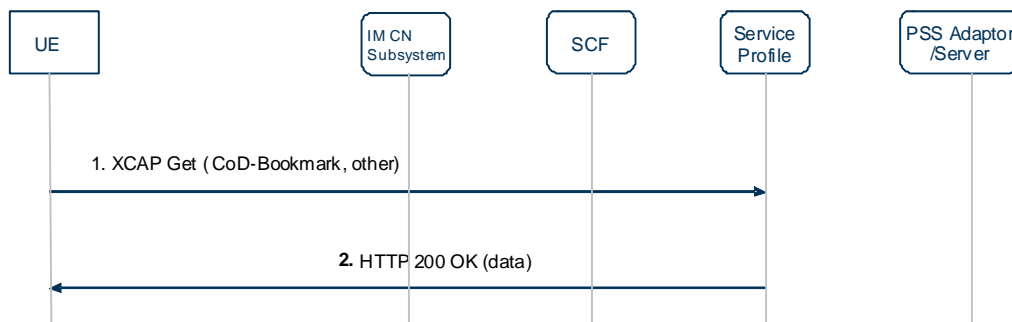 UE
IM CN
Subsystem
SCF
Service
Profile
PSS Adaptor
/Server
1. XCAP Get ( CoD-Bookmark, other)
2. HTTP 200 OK (data)